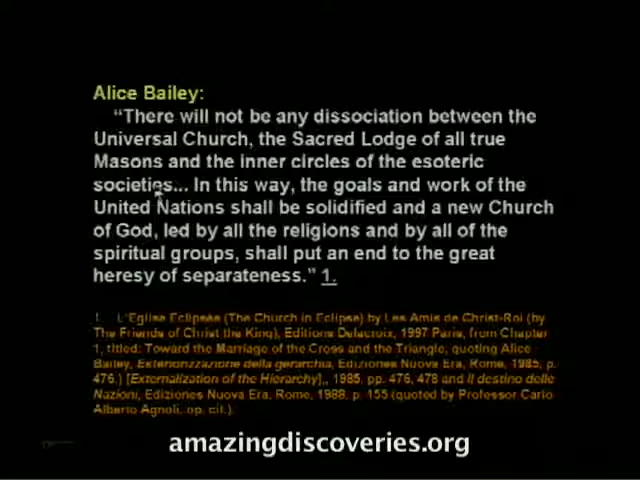 Alice Bailey:
“There will not be any dissociation between the
Universal Church, the Sacred Lodge of all true
Masons and the inner circles of the esoteric
societies... In this way, the goals and work of the
United Nations shall be solidified and a new Church
of God, led by all the religions and by all of the
spiritual groups, shall put an end to the great
heresy of separateness.” 1.
1. L'Eglise Eclipsée (The Church in Eclipse) by Les Amis de Christ-Roi (by
The Friends of Christ the King), Editions Delacroix, 1997 Paris, from Chapter
1, titled: Toward the Marriage of the Cross and the Triangle, quoting Alice
Bailey, Esteriorizzazione della gerarchia, Ediziones Nuova Era, Rome, 1985, p.
476.) [Externalization of the Hierarchy],, 1985, pp. 476, 478 and il destino delle
Nazioni, Edizones Nuova Era, Rome, 1988, p. 155 (quoted by Professor Carlo
Alberto Agnoli, op. cit.).
amazingdiscoveries.org